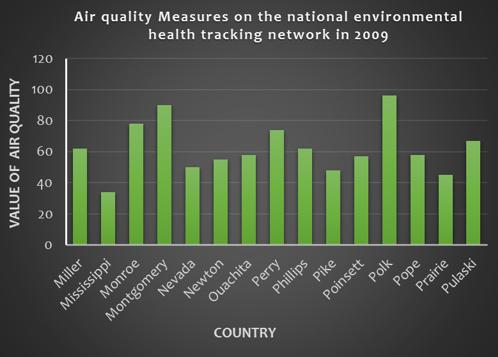 Air quality Measures on the national environmental
health tracking network in 2009
VALUE OF AIR QUALITY
120
100
80
60
40
20
0
Miller
Mississippi
Monroe
Montgomery
Nevada
Newton
Ouachita
Perry
Phillips
Pike
Poinsett
Polk
Pope
Prairie
Pulaski
COUNTRY